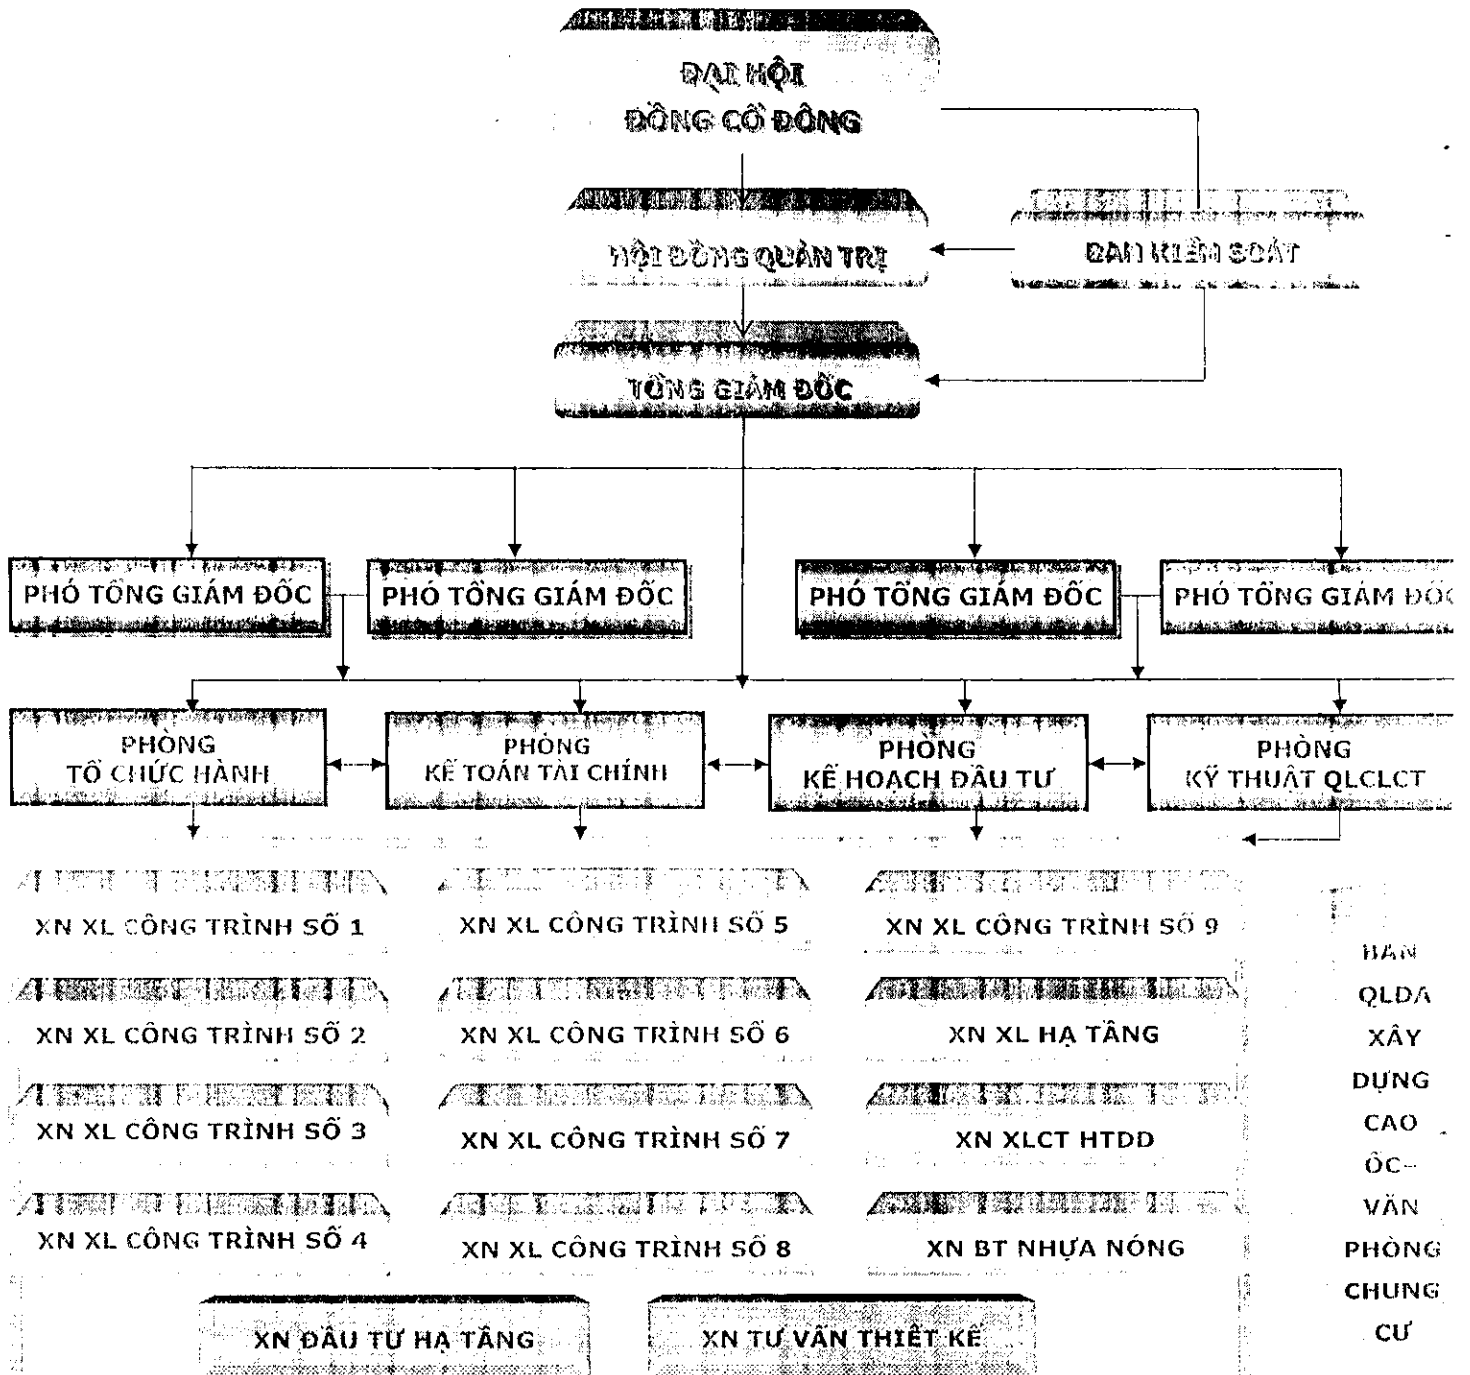 ĐẠI HỘI
ĐỒNG CỔ ĐÔNG
HỘI ĐỒNG QUẢN TRỊ
BAN KIỂM SOÁT
TỔNG GIÁM ĐỐC
PHÓ TỔNG GIÁM ĐỐC
PHÓ TỔNG GIÁM ĐỐC
PHÓ TỔNG GIÁM ĐỐC
PHÓ TỔNG GIÁM ĐỐC
PHÒNG
TỔ CHỨC HÀNH
PHÒNG
KẾ TOÁN TÀI CHÍNH
PHÒNG
KẾ HOẠCH ĐẦU TƯ
PHÒNG
KỸ THUẬT QLCLCT
XN XL CÔNG TRÌNH SỐ 1
XN XL CÔNG TRÌNH SỐ 2
XN XL CÔNG TRÌNH SỐ 3
XN XL CÔNG TRÌNH SỐ 4
XN XL CÔNG TRÌNH SỐ 5
XN XL CÔNG TRÌNH SỐ 6
XN XL CÔNG TRÌNH SỐ 7
XN XL CÔNG TRÌNH SỐ 8
XN XL CÔNG TRÌNH SỐ 9
XN XL HẠ TẦNG
XN XLCT HTDD
XN BT NHỰA NÓNG
XN ĐẦU TƯ HẠ TẦNG
XN TƯ VẤN THIẾT KẾ
BAN
QLDA
XÂY
DỰNG
CAO
ỐC-
VĂN
PHÒNG
CHUNG
CƯ